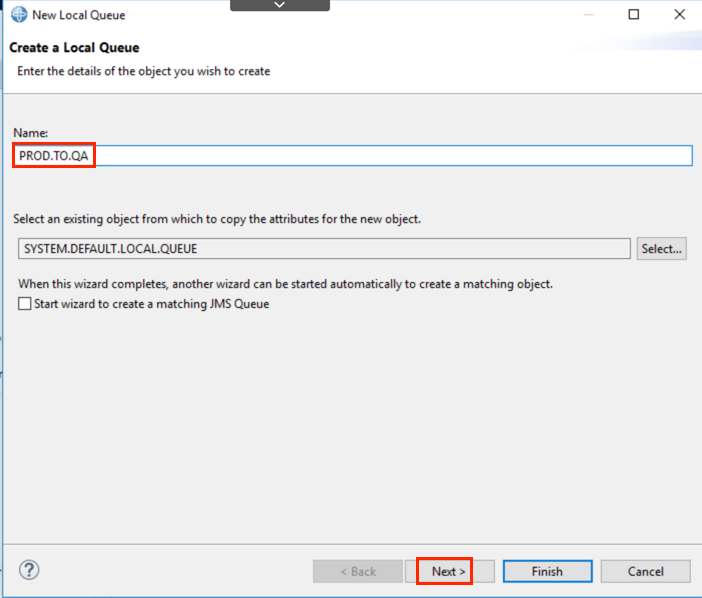 New Local Queue
Create a Local Queue
Enter the details of the object you wish to create
Name:
PROD.TO.QA
Select an existing object from which to copy the attributes for the new object.
SYSTEM.DEFAULT.LOCAL.QUEUE
Select...
When this wizard completes, another wizard can be started automatically to create a matching object.
Start wizard to create a matching JMS Queue
?
< Back
Next >
Finish
Cancel